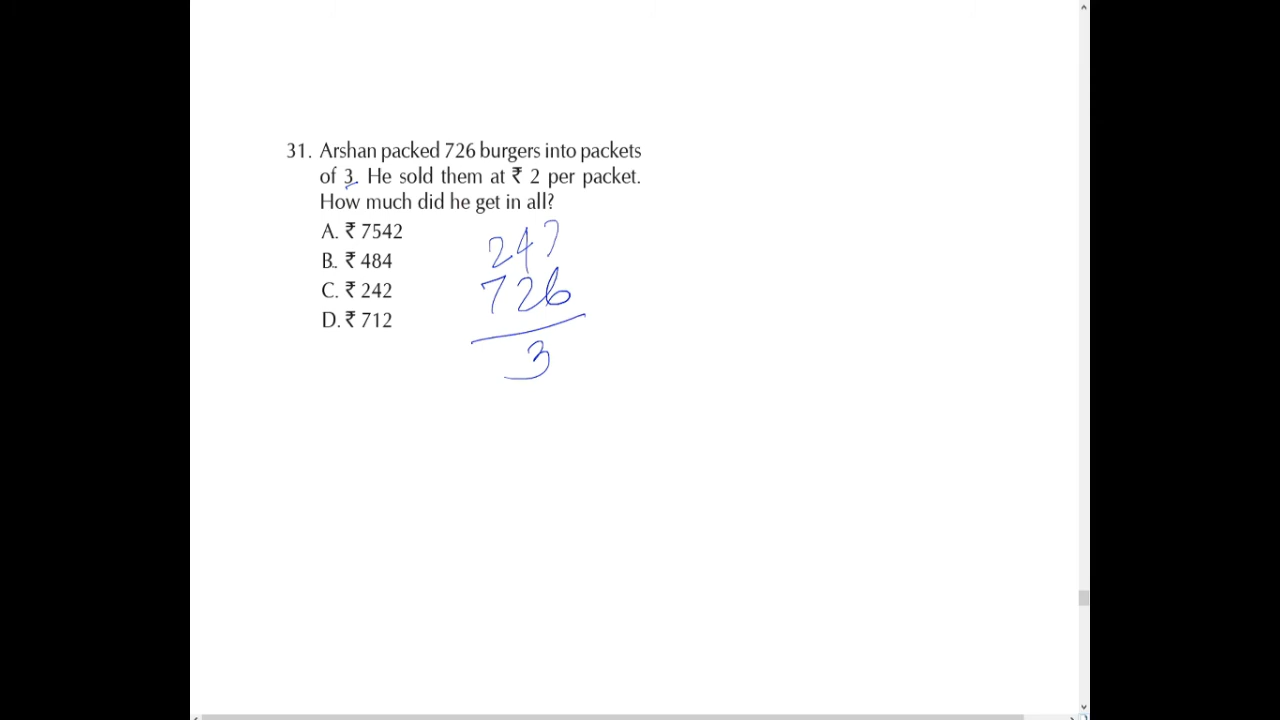 31. Arshan packed 726 burgers into packets
of 3. He sold them at ₹ 2 per packet.
How much did he get in all?
A. ₹ 7542
B. ₹ 484
C. ₹ 242
D. ₹ 712
24
726
3